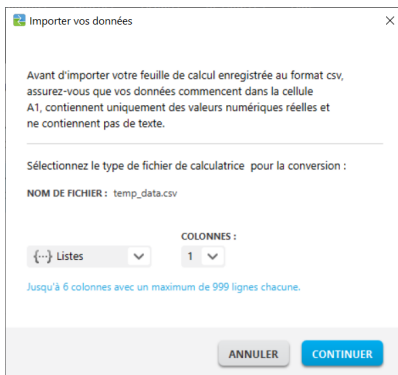 Importer vos données
Avant d'importer votre feuille de calcul enregistrée au format csv,
assurez-vous que vos données commencent dans la cellule
A1, contiennent uniquement des valeurs numériques réelles et
ne contiennent pas de texte.
Sélectionnez le type de fichier de calculatrice pour la conversion :
NOM DE FICHIER : temp_data.csv
COLONNES :
{···} Listes 1
Jusqu'à 6 colonnes avec un maximum de 999 lignes chacune.
ANNULER CONTINUER